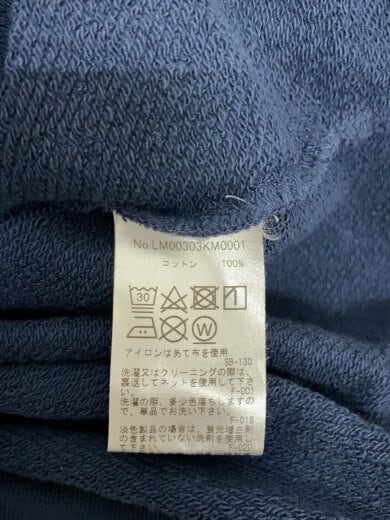 No.LM00303KM0001
コットン 100%
30
W
アイロンはあて布を使用
SB-130
洗濯又はクリーニングの際は、
裏返してネットを使用して下さ
い。 F-001
洗濯の際、多少色落ちしますの
で、単品でお洗い下さい。
F-018
淡色製品の場合は、蛍光増白剤
の含まれていない洗剤を使用し
て下さい。 F-020